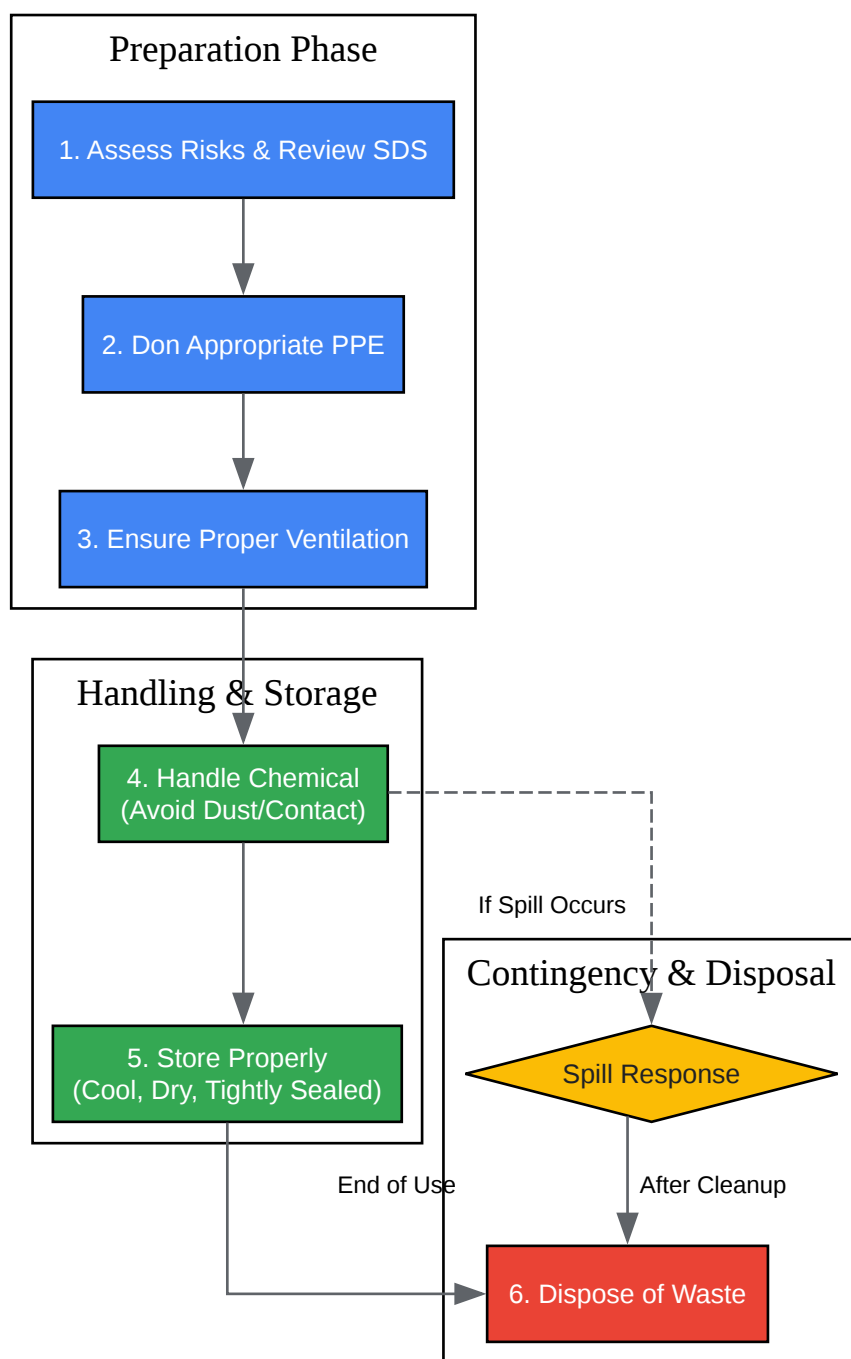 Preparation Phase
1. Assess Risks & Review SDS
2. Don Appropriate PPE
3. Ensure Proper Ventilation
Handling & Storage
4. Handle Chemical
(Avoid Dust/Contact)
If Spill Occurs
Contingency & Disposal
5. Store Properly
(Cool, Dry, Tightly Sealed)
Spill Response
End of Use
After Cleanup
6. Dispose of Waste